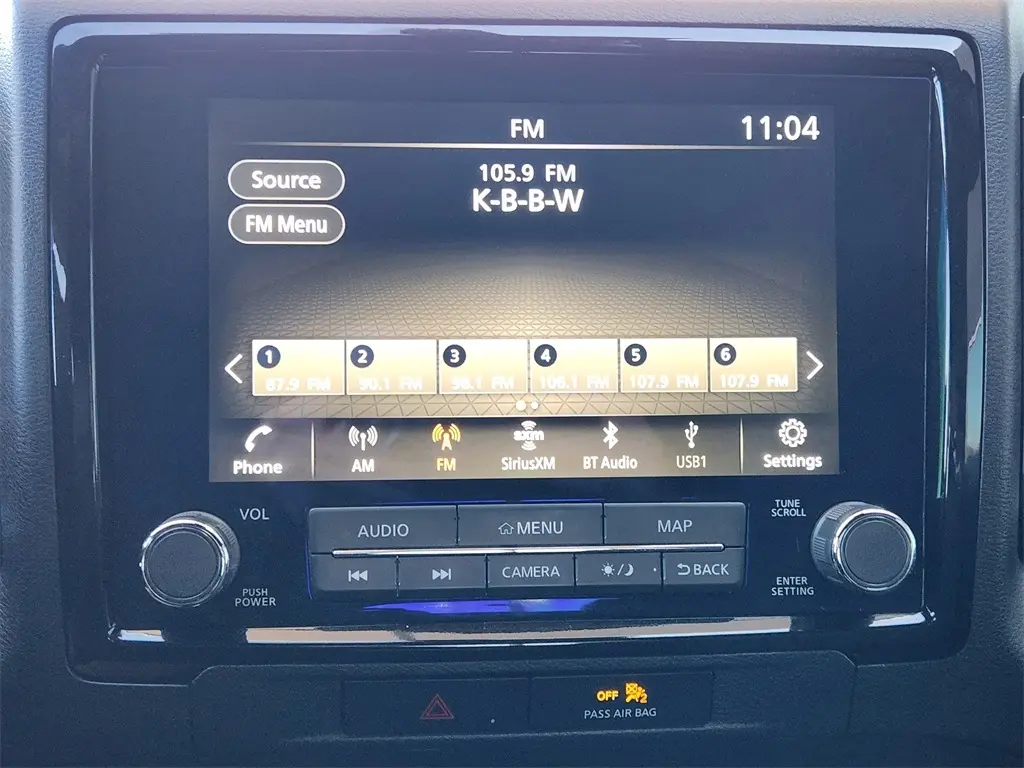 FM
11:04
Source
105.9 FM
K-B-B-W
FM Menu
1 2 3 4 5 6
87.9 FM 90.1 FM 98.1 FM 106.1 FM 107.9 FM 107.9 FM
Phone AM FM sxm SiriusXM BT Audio USB1 Settings
VOL
AUDIO MENU MAP
TUNE
SCROLL
CAMERA BACK
PUSH
POWER
ENTER
SETTING
OFF 2
PASS AIR BAG